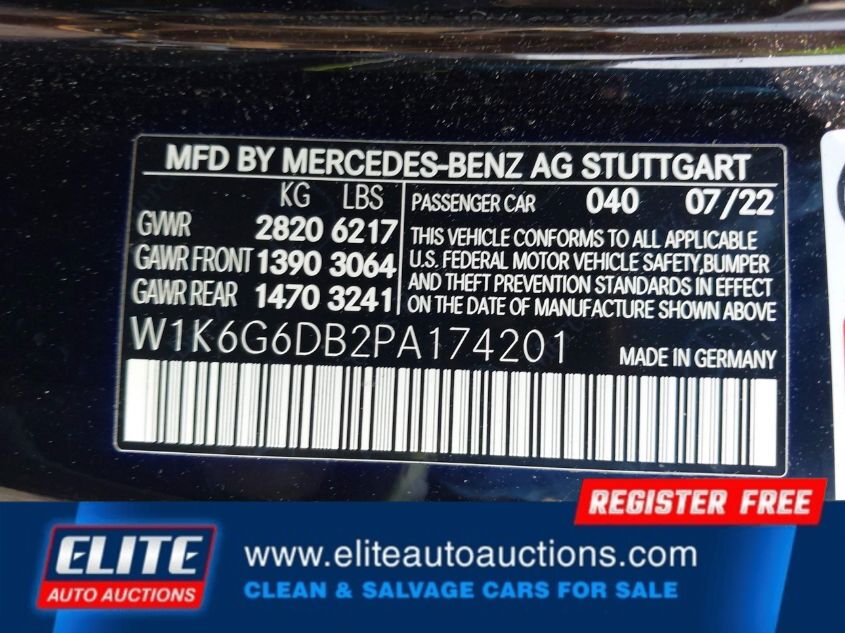 MFD BY MERCEDES-BENZ AG STUTTGART
KG LBS
GVWR 2820 6217
GAWR FRONT 1390 3064
GAWR REAR 1470 3241
PASSENGER CAR 040 07/22
THIS VEHICLE CONFORMS TO ALL APPLICABLE
U.S. FEDERAL MOTOR VEHICLE SAFETY,BUMPER
AND THEFT PREVENTION STANDARDS IN EFFECT
ON THE DATE OF MANUFACTURE SHOWN ABOVE
W1K6G6DB2PA174201 MADE IN GERMANY
REGISTER FREE
ELITE
AUTO AUCTIONS
www.eliteautoauctions.com
CLEAN & SALVAGE CARS FOR SALE